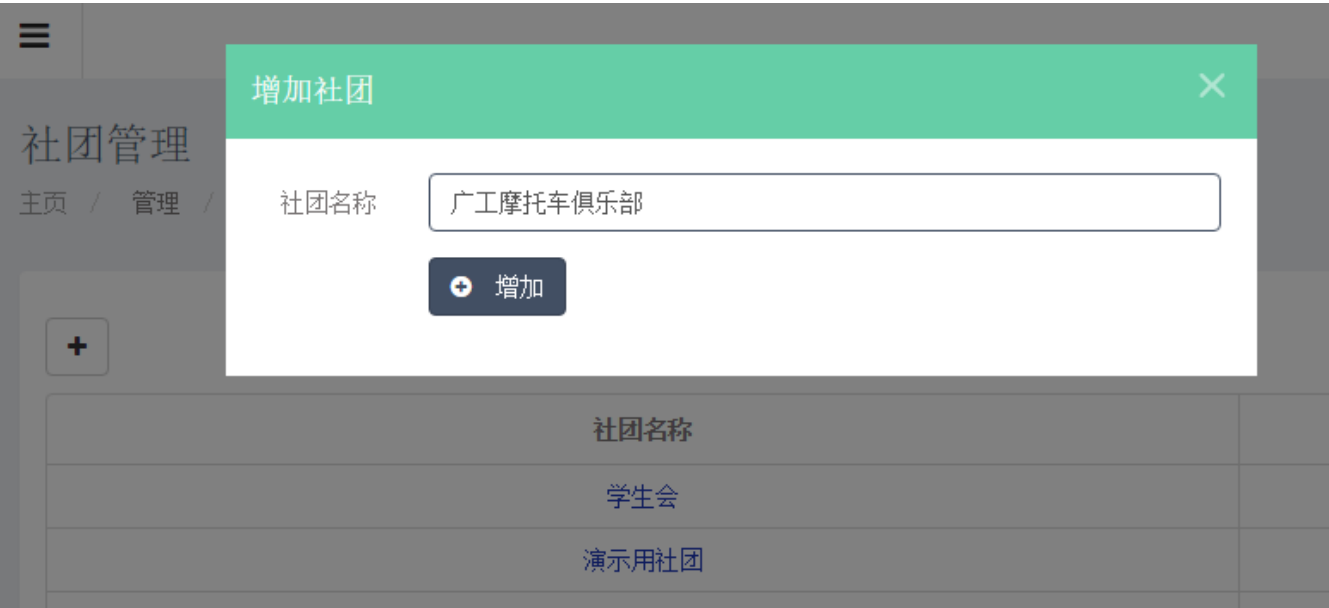 增加社团
社团管理
主页 / 管理 /
社团名称 广工摩托车俱乐部
增加
社团名称
学生会
演示用社团